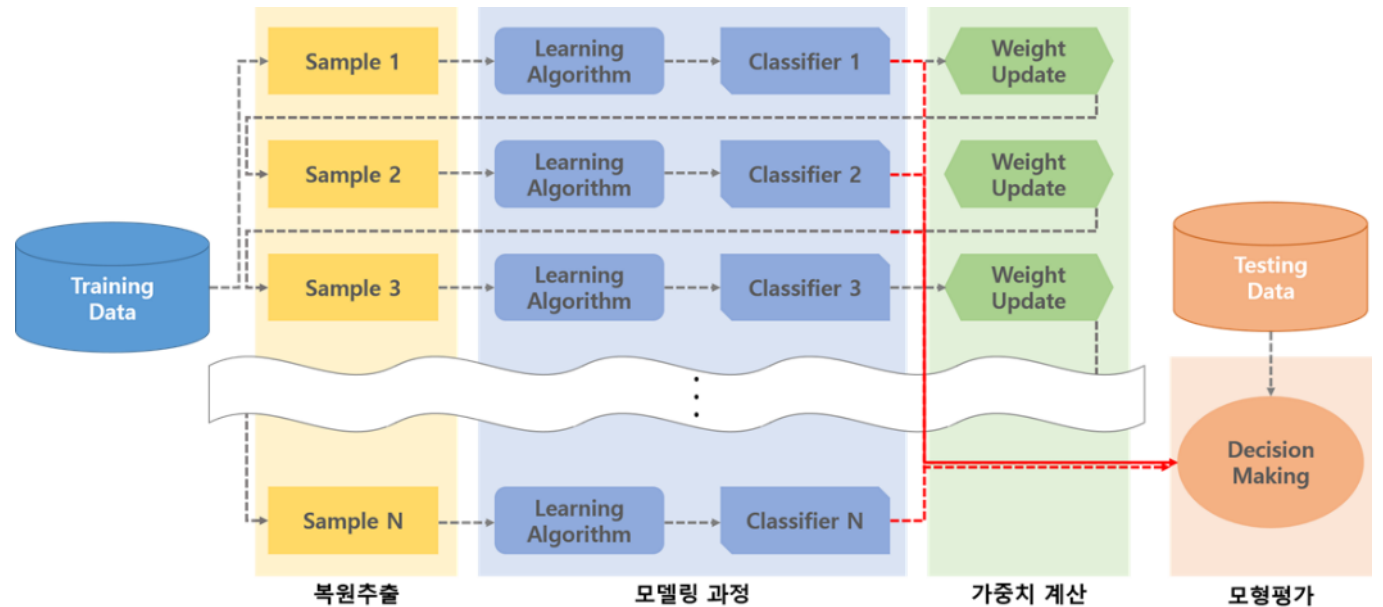 Training
Data
Sample 1
Learning
Algorithm
Classifier 1
Weight
Update
Sample 2
Learning
Algorithm
Classifier 2
Weight
Update
Sample 3
Learning
Algorithm
Classifier 3
Weight
Update
Sample N
Learning
Algorithm
Classifier N
Testing
Data
Decision
Making
복원추출
모델링 과정
가중치 계산
모형평가